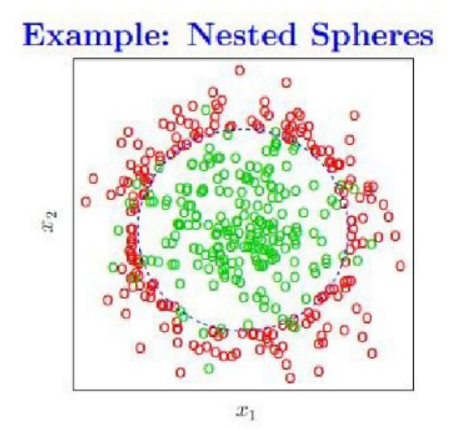 Example: Nested Spheres
x₂
x₁